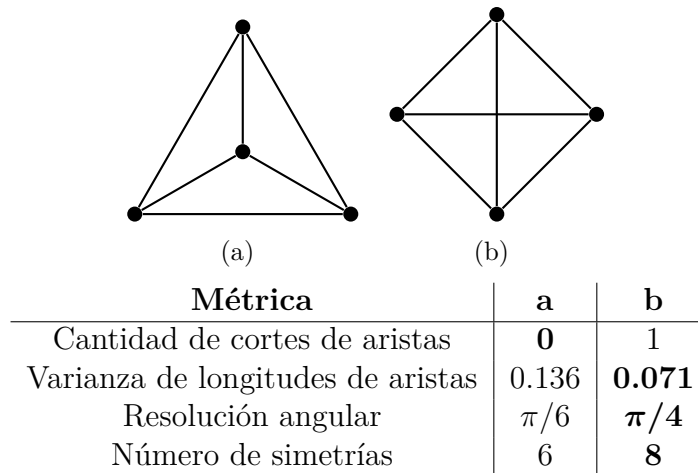 (a) (b)
Métrica a b
Cantidad de cortes de aristas 0 1
Varianza de longitudes de aristas 0.136 0.071
Resolución angular π/6 π/4
Número de simetrías 6 8